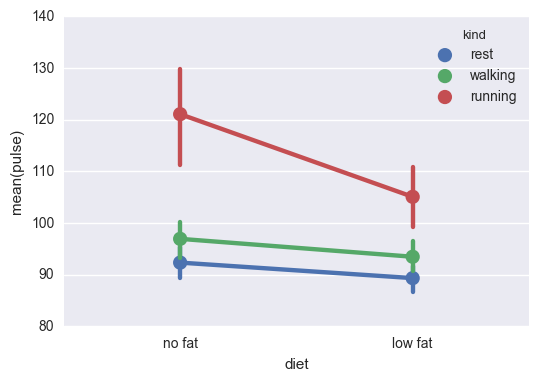 140
130
120
110
100
90
80
mean(pulse)
kind
rest
walking
running
no fat
low fat
diet